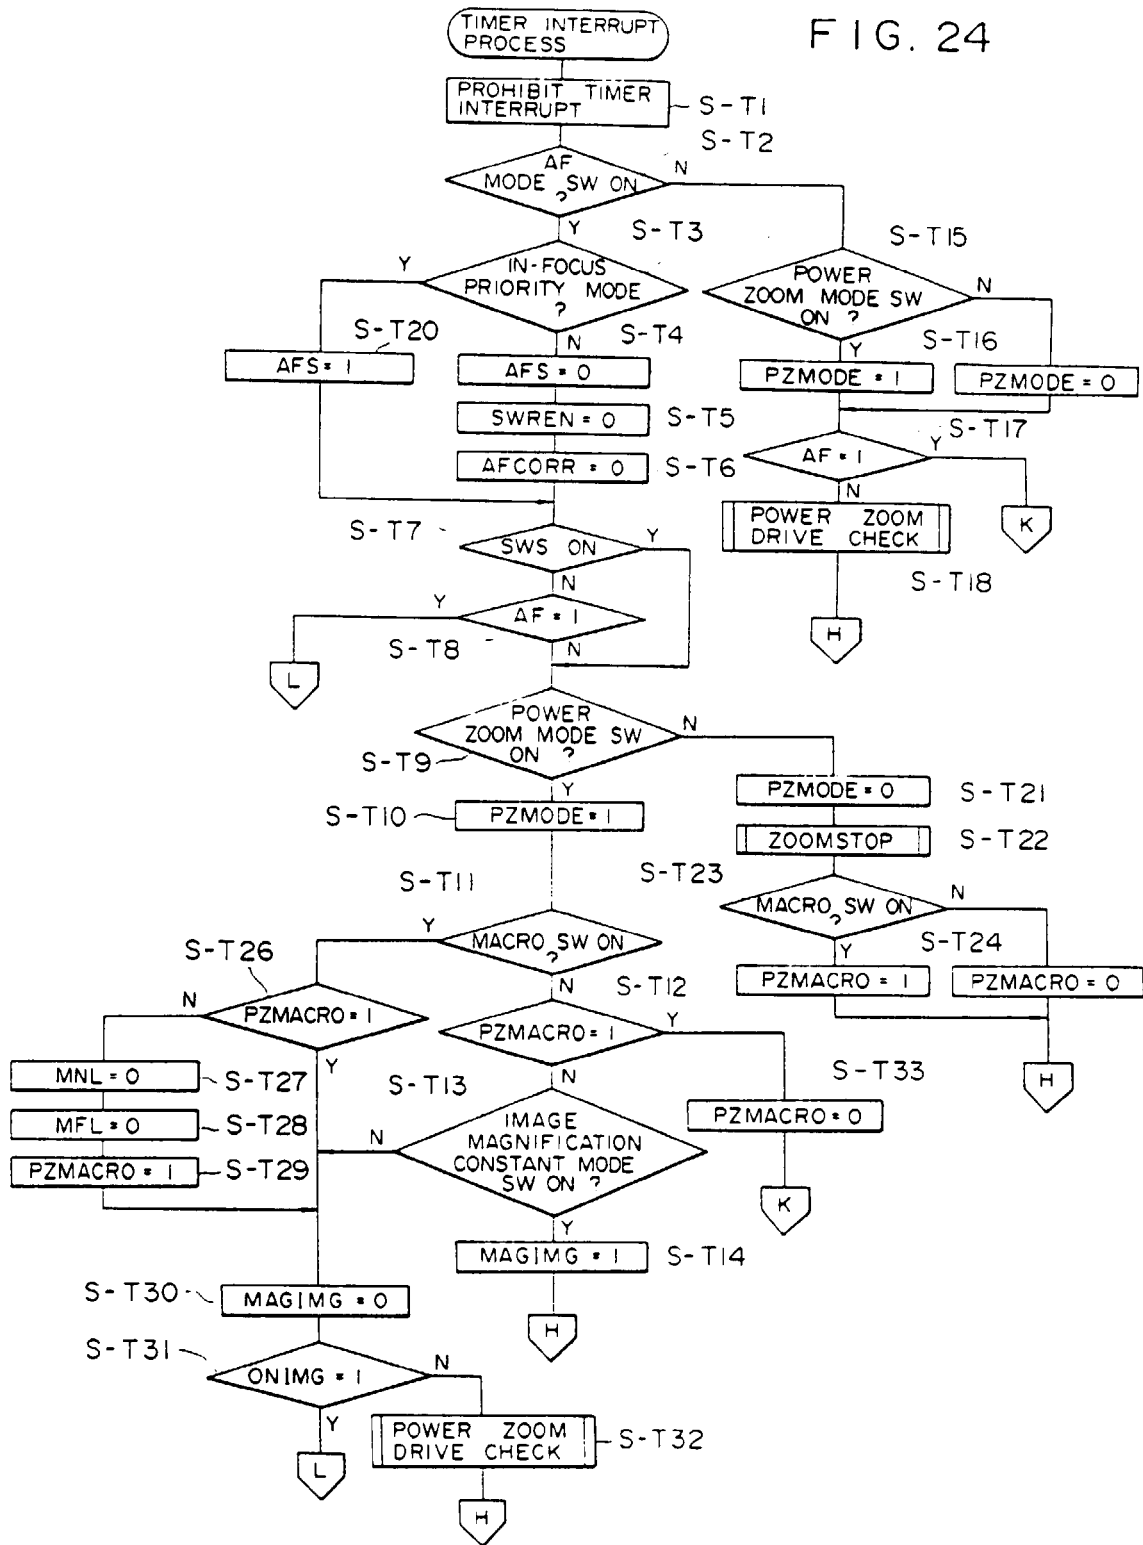 FIG. 24
TIMER INTERRUPT
PROCESS
PROHIBIT TIMER
INTERRUPT
S-T1
S-T2
AF
MODE SW ON
?
N
Y
S-T3
S-T15
IN-FOCUS
PRIORITY MODE
?
Y
N
POWER
ZOOM MODE SW
ON ?
N
Y
S-T20
S-T4
S-T16
AFS = 1
AFS = 0
PZMODE = 1
PZMODE = 0
SWREN = 0
S-T5
S-T17
AFCORR = 0
S-T6
AF = 1
Y
N
S-T7
SWS ON
Y
N
POWER ZOOM
DRIVE CHECK
K
S-T18
AF = 1
Y
N
S-T8
H
L
POWER
ZOOM MODE SW
ON ?
N
Y
S-T9
PZMODE = 1
S-T10
PZMODE = 0
S-T21
ZOOMSTOP
S-T22
S-T11
S-T23
MACRO SW ON
?
N
Y
S-T24
MACRO SW ON
?
Y
N
S-T26
S-T12
PZMACRO = 1
PZMACRO = 0
PZMACRO = 1
N
Y
PZMACRO = 1
Y
N
H
MNL = 0
S-T27
S-T13
S-T33
MFL = 0
S-T28
IMAGE
MAGNIFICATION
CONSTANT MODE
SW ON ?
N
Y
PZMACRO = 0
PZMACRO = 1
S-T29
K
MAGIMG = 1
S-T14
S-T30
MAGIMG = 0
H
S-T31
ONIMG = 1
N
Y
POWER ZOOM
DRIVE CHECK
S-T32
L
H